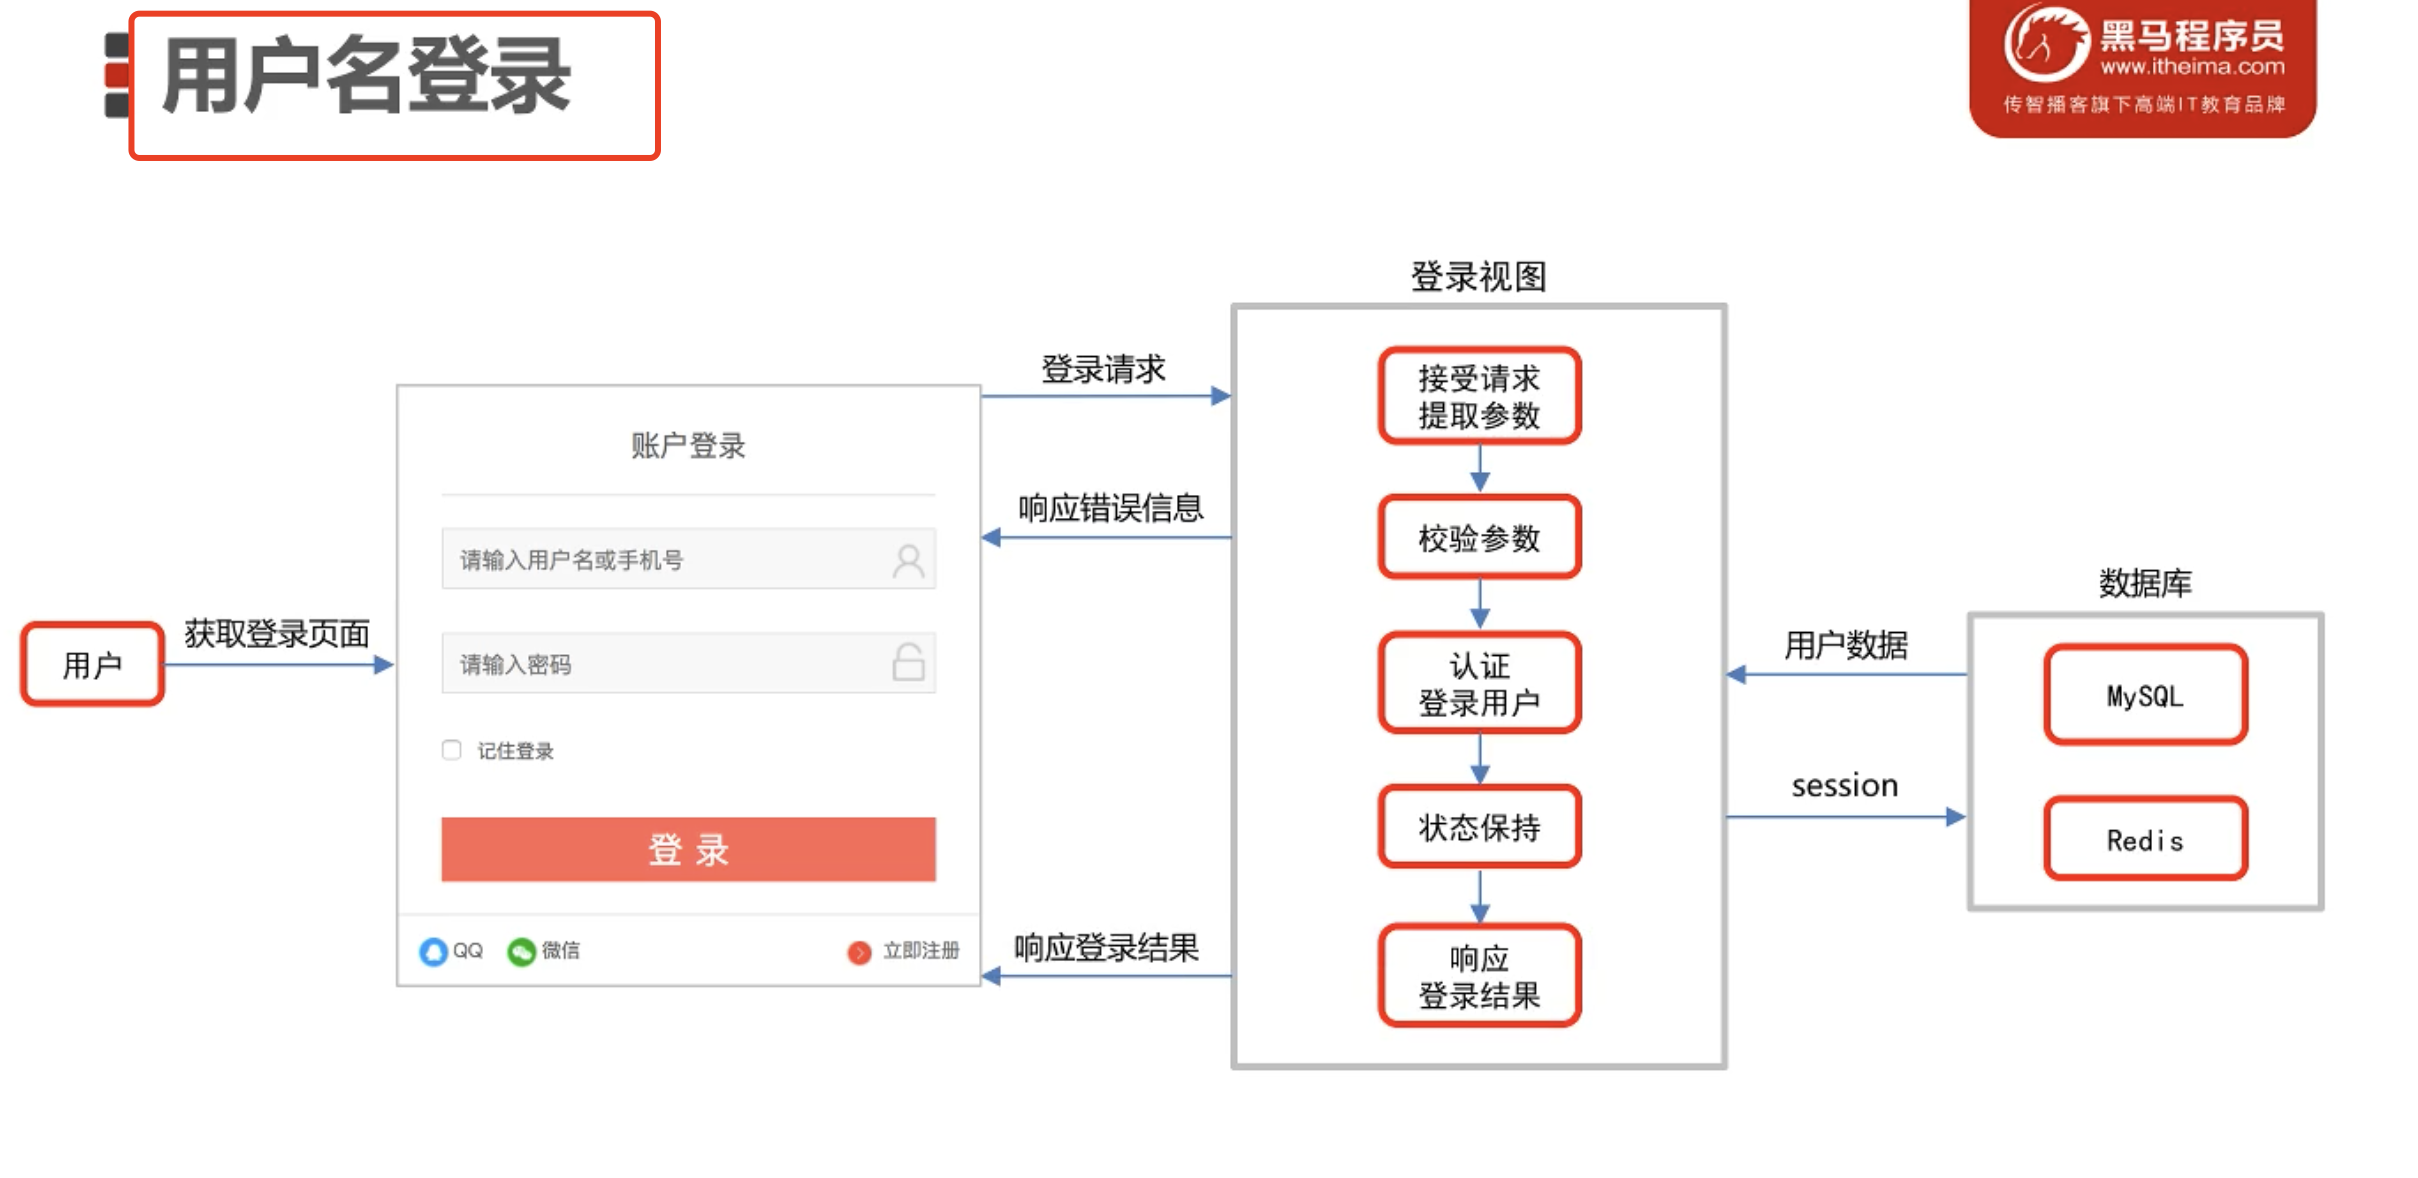 用户名登录
黑马程序员
www.itheima.com
传智播客旗下高端IT教育品牌
用户
获取登录页面
账户登录
请输入用户名或手机号
请输入密码
记住登录
登 录
QQ
微信
立即注册
登录请求
响应错误信息
响应登录结果
登录视图
接受请求
提取参数
校验参数
认证
登录用户
状态保持
响应
登录结果
用户数据
session
数据库
MySQL
Redis